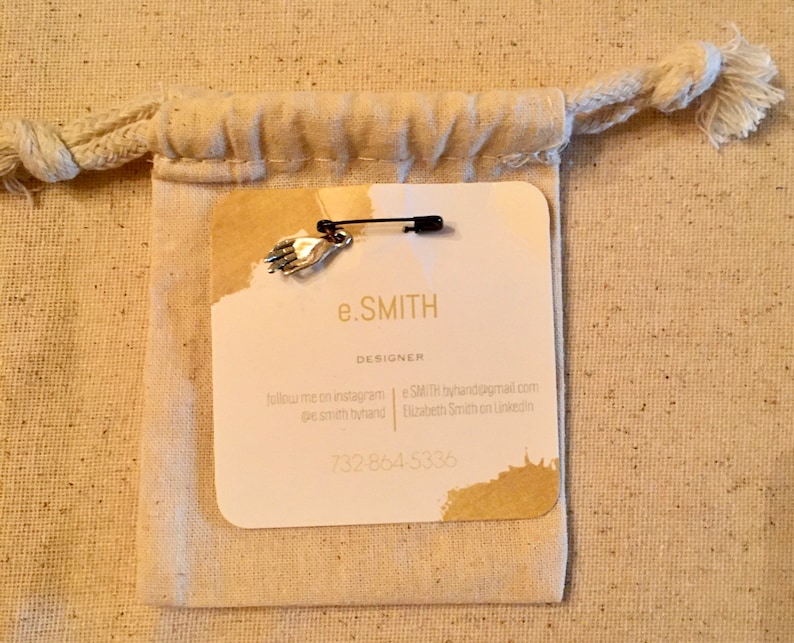 e.SMITH
DESIGNER
follow me on instagram
@e.smith.byhand
e.SMITH.byhand@gmail.com
Elizabeth Smith on LinkedIn
732-864-5336